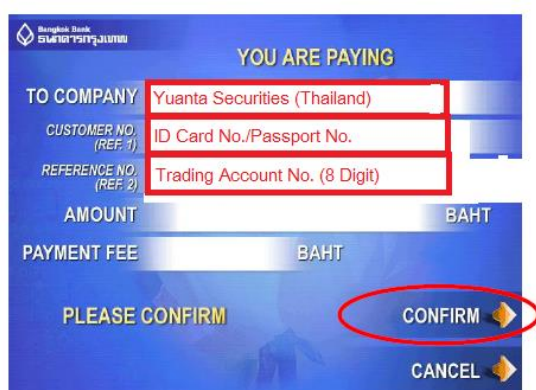 Bangkok Bank
ธนาคารกรุงเทพ
YOU ARE PAYING
TO COMPANY Yuanta Securities (Thailand)
CUSTOMER NO. (REF. 1) ID Card No./Passport No.
REFERENCE NO. (REF. 2) Trading Account No. (8 Digit)
AMOUNT BAHT
PAYMENT FEE BAHT
PLEASE CONFIRM CONFIRM
CANCEL